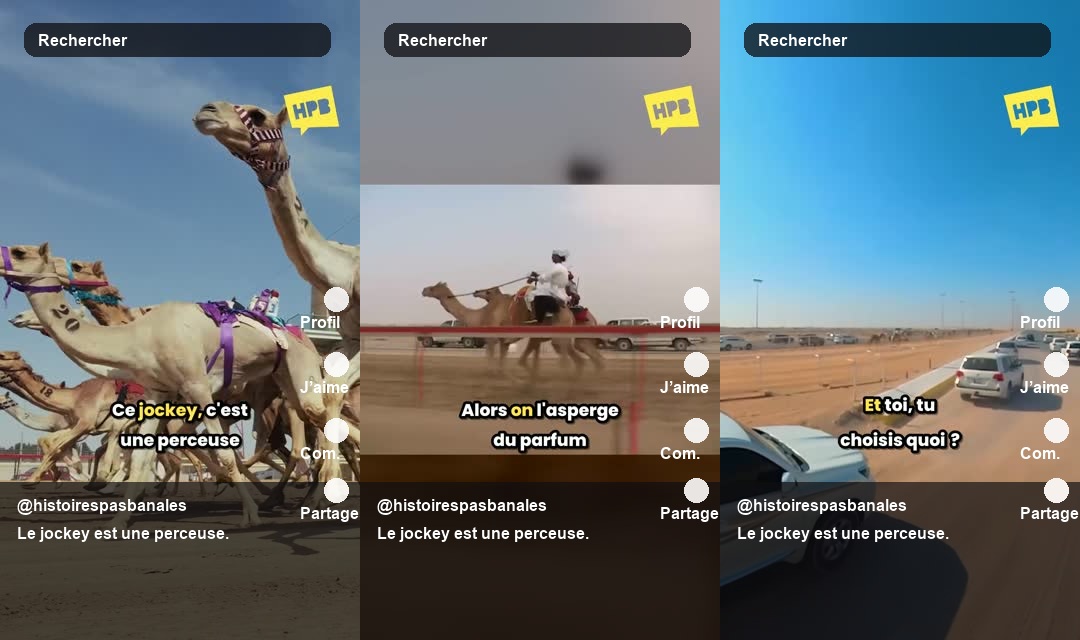 Rechercher
HPB
Ce jockey, c'est
une perceuse
20
Profil
J'aime
Com.
Partage
@histoirespasbanales
Le jockey est une perceuse.
Rechercher
HPB
Alors on l'asperge
du parfum
Profil
J'aime
Com.
Partage
@histoirespasbanales
Le jockey est une perceuse.
Rechercher
HPB
Et toi, tu
choisis quoi ?
Profil
J'aime
Com.
Partage
@histoirespasbanales
Le jockey est une perceuse.